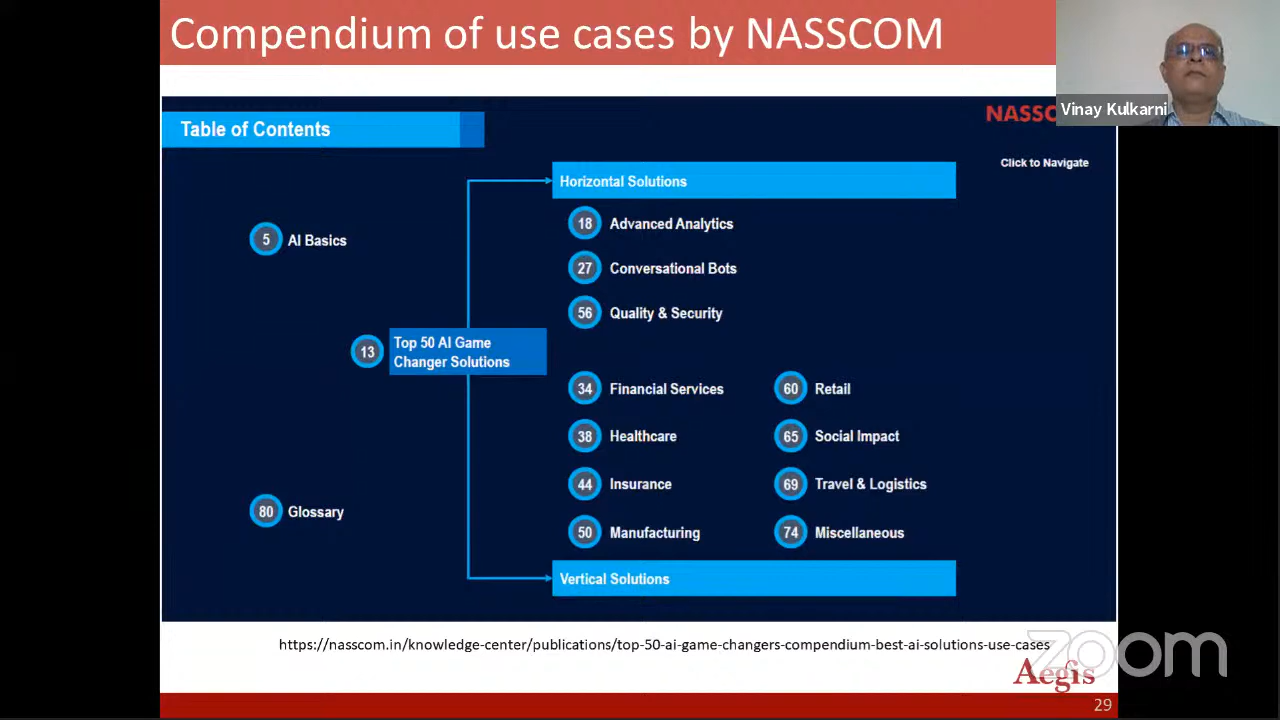 Compendium of use cases by NASSCOM
Vinay Kulkarni
NASSC
Table of Contents
Click to Navigate
Horizontal Solutions
18 Advanced Analytics
5 AI Basics
27 Conversational Bots
56 Quality & Security
13 Top 50 AI Game
Changer Solutions
34 Financial Services
60 Retail
38 Healthcare
65 Social Impact
44 Insurance
69 Travel & Logistics
80 Glossary
50 Manufacturing
74 Miscellaneous
Vertical Solutions
https://nasscom.in/knowledge-center/publications/top-50-ai-game-changers-compendium-best-ai-solutions-use-cases
zoom
Aegis
29